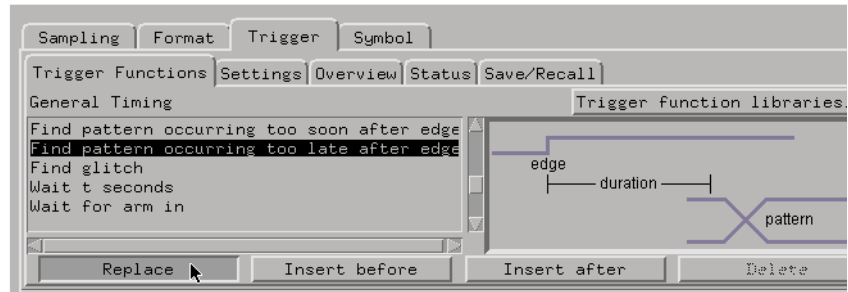 Sampling Format Trigger Symbol
Trigger Functions Settings Overview Status Save/Recall
General Timing Trigger function libraries.
Find pattern occurring too soon after edge
Find pattern occurring too late after edge
Find glitch
Wait t seconds
Wait for arm in
edge
duration
pattern
Replace Insert before Insert after Delete